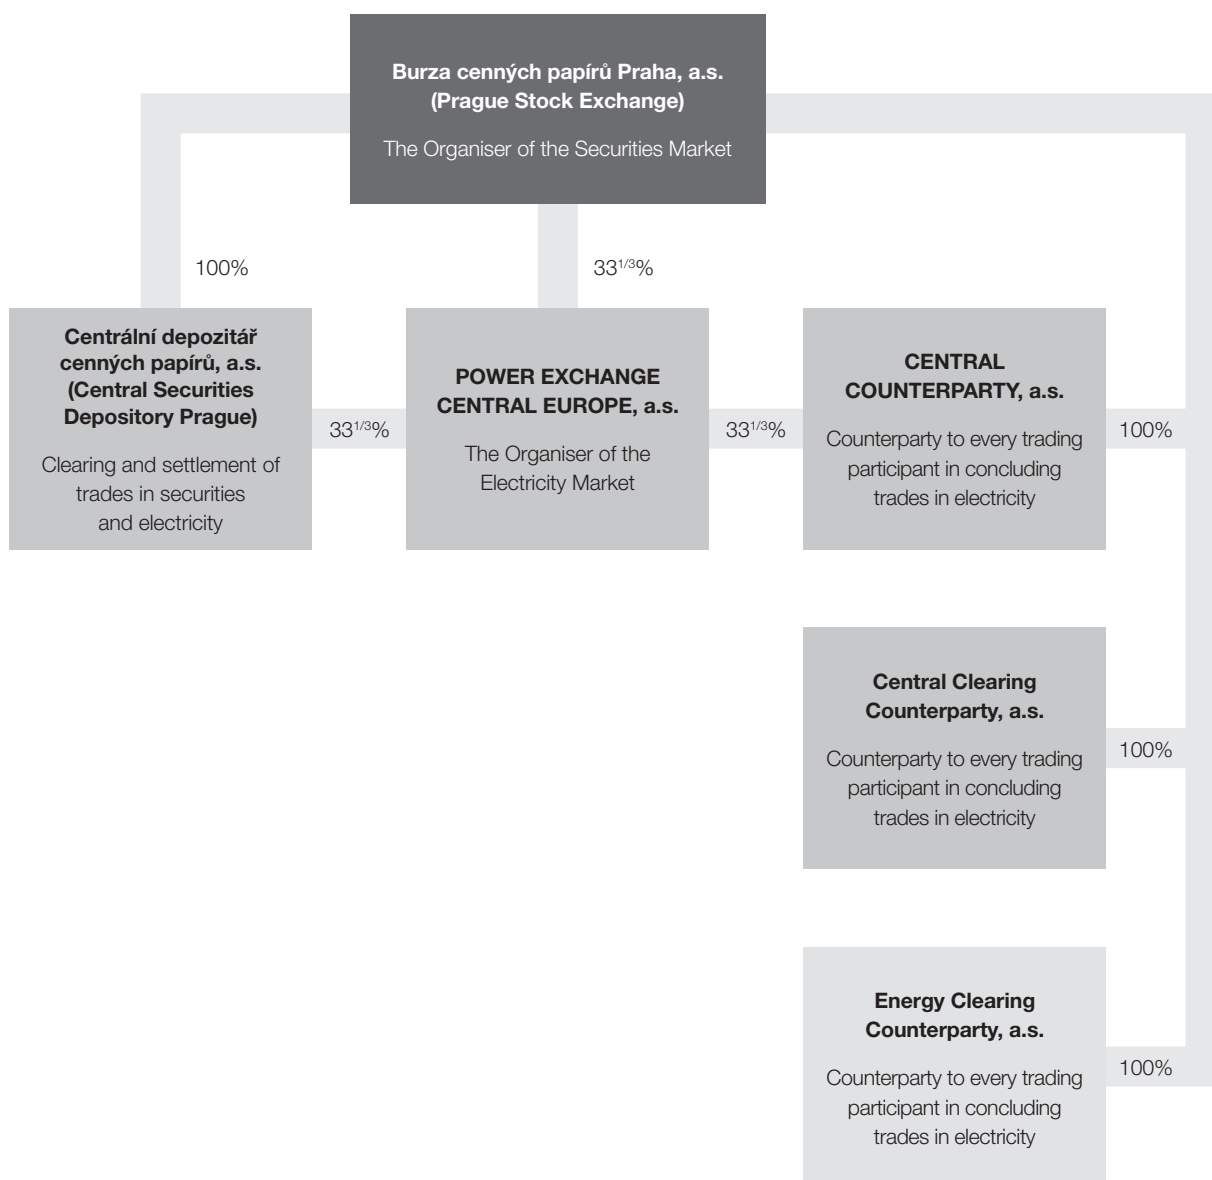 Burza cenných papírů Praha, a.s.
(Prague Stock Exchange)
The Organiser of the Securities Market
100%
33 1/3%
Centrální depozitář
cenných papírů, a.s.
(Central Securities
Depository Prague)
Clearing and settlement of
trades in securities
and electricity
33 1/3%
POWER EXCHANGE
CENTRAL EUROPE, a.s.
The Organiser of the
Electricity Market
33 1/3%
CENTRAL
COUNTERPARTY, a.s.
Counterparty to every trading
participant in concluding
trades in electricity
100%
Central Clearing
Counterparty, a.s.
Counterparty to every trading
participant in concluding
trades in electricity
100%
Energy Clearing
Counterparty, a.s.
Counterparty to every trading
participant in concluding
trades in electricity
100%